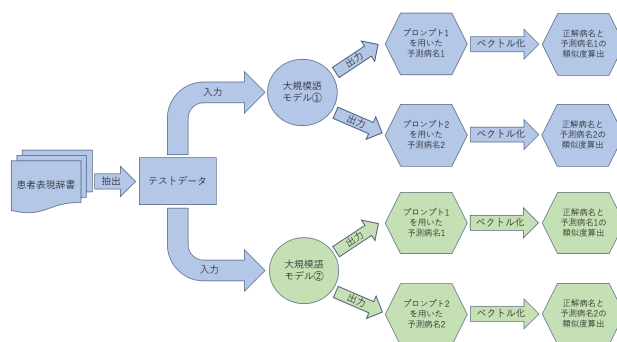 患者表現辞書
抽出
テストデータ
入力
大規模語
モデル①
出力
プロンプト1
を用いた
予測病名1
ベクトル化
正解病名と
予測病名1の
類似度算出
出力
プロンプト2
を用いた
予測病名2
ベクトル化
正解病名と
予測病名2の
類似度算出
入力
大規模語
モデル②
出力
プロンプト1
を用いた
予測病名1
ベクトル化
正解病名と
予測病名1の
類似度算出
出力
プロンプト2
を用いた
予測病名2
ベクトル化
正解病名と
予測病名2の
類似度算出